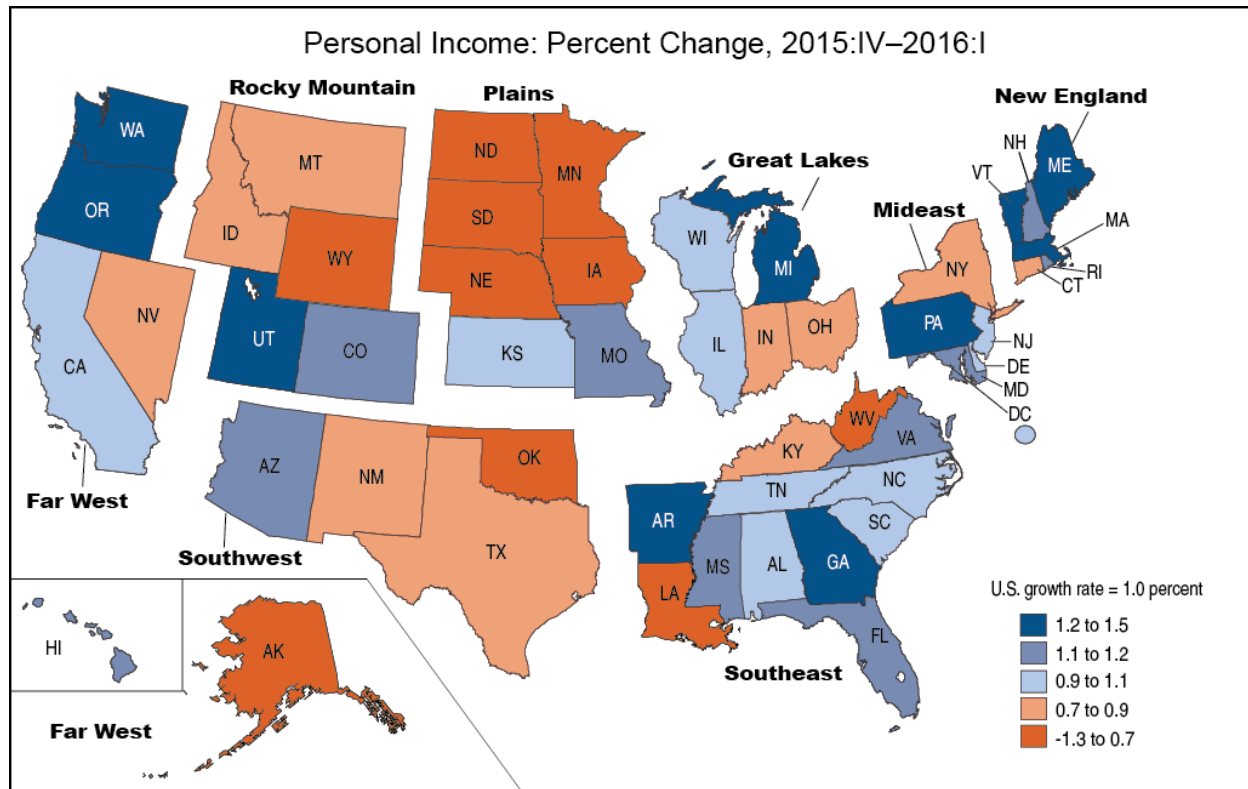 Personal Income: Percent Change, 2015:IV–2016:I
Rocky Mountain
Plains
New England
Great Lakes
Mideast
Far West
Southwest
Southeast
Far West
WA
OR
CA
NV
MT
ID
WY
UT
CO
ND
SD
NE
KS
MN
IA
MO
WI
MI
IL
IN
OH
NH
VT
ME
MA
RI
CT
NY
PA
NJ
DE
MD
DC
AZ
NM
OK
TX
AR
LA
KY
WV
VA
TN
NC
SC
MS
AL
GA
FL
HI
AK
U.S. growth rate = 1.0 percent
1.2 to 1.5
1.1 to 1.2
0.9 to 1.1
0.7 to 0.9
-1.3 to 0.7